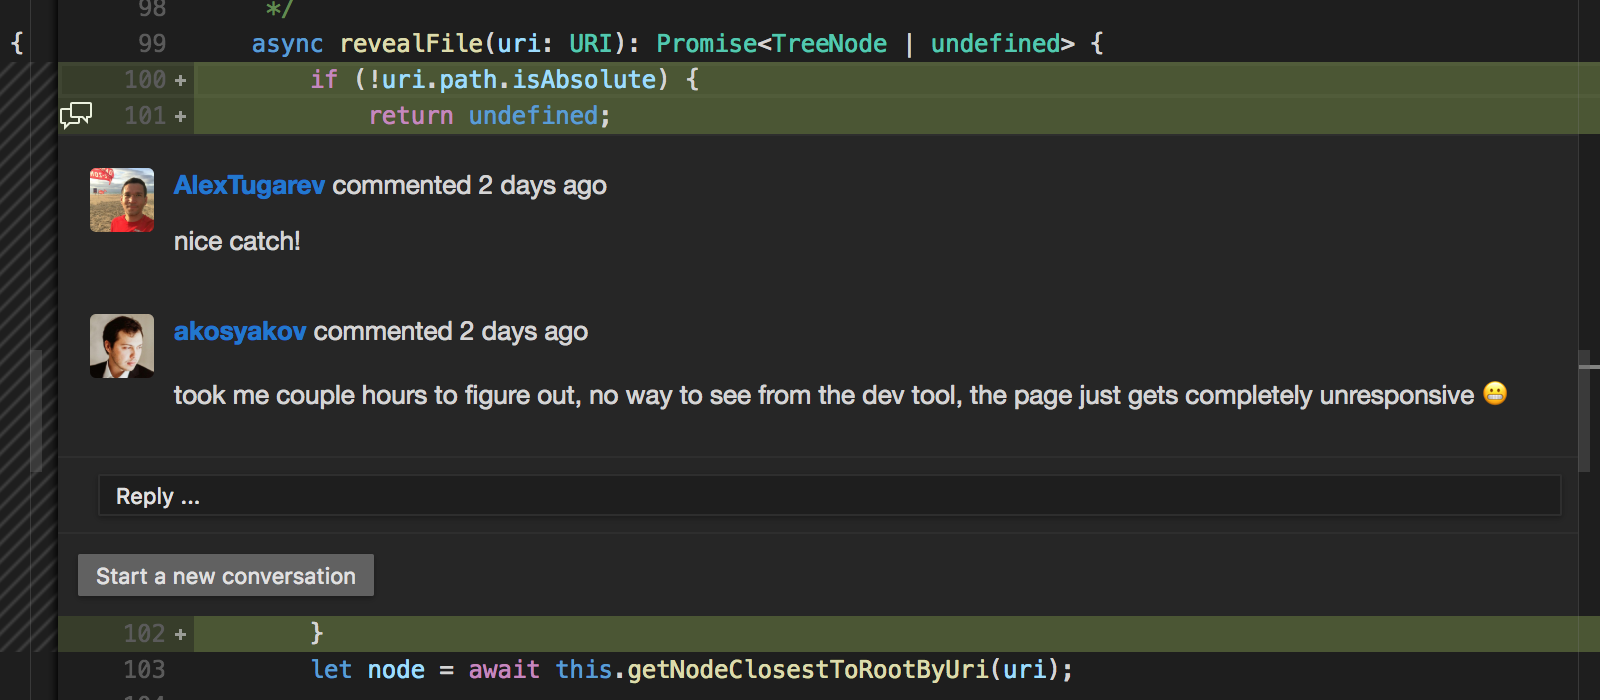 98 */
{
99 async revealFile(uri: URI): Promise<TreeNode | undefined> {
100 + if (!uri.path.isAbsolute) {
101 + return undefined;
AlexTugarev commented 2 days ago
nice catch!
akosyakov commented 2 days ago
took me couple hours to figure out, no way to see from the dev tool, the page just gets completely unresponsive 😬
Reply ...
Start a new conversation
102 + }
103 let node = await this.getNodeClosestToRootByUri(uri);